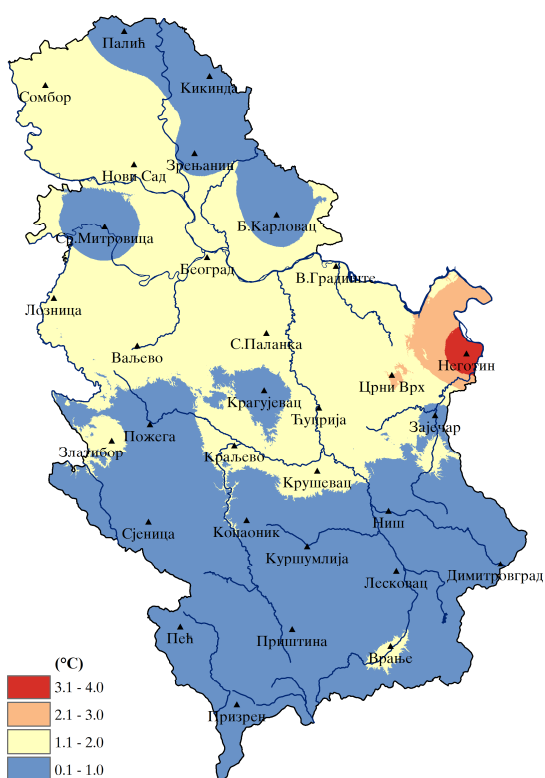 Палић
Кикинда
Сомбор
Зрењанин
Нови Сад
Б.Карловац
Ср.Митровица
Београд
В.Градиште
Лозница
С.Паланка
Ваљево
Неготин
Црни Врх
Крагујевац
Ћуприја
Зајечар
Пожега
Златибор
Краљево
Крушевац
Ниш
Сјеница
Копаоник
Куршумлија
Димитровград
Лесковац
Пећ
Приштина
Врање
(°C)
3.1 - 4.0
2.1 - 3.0
Призрен
1.1 - 2.0
0.1 - 1.0